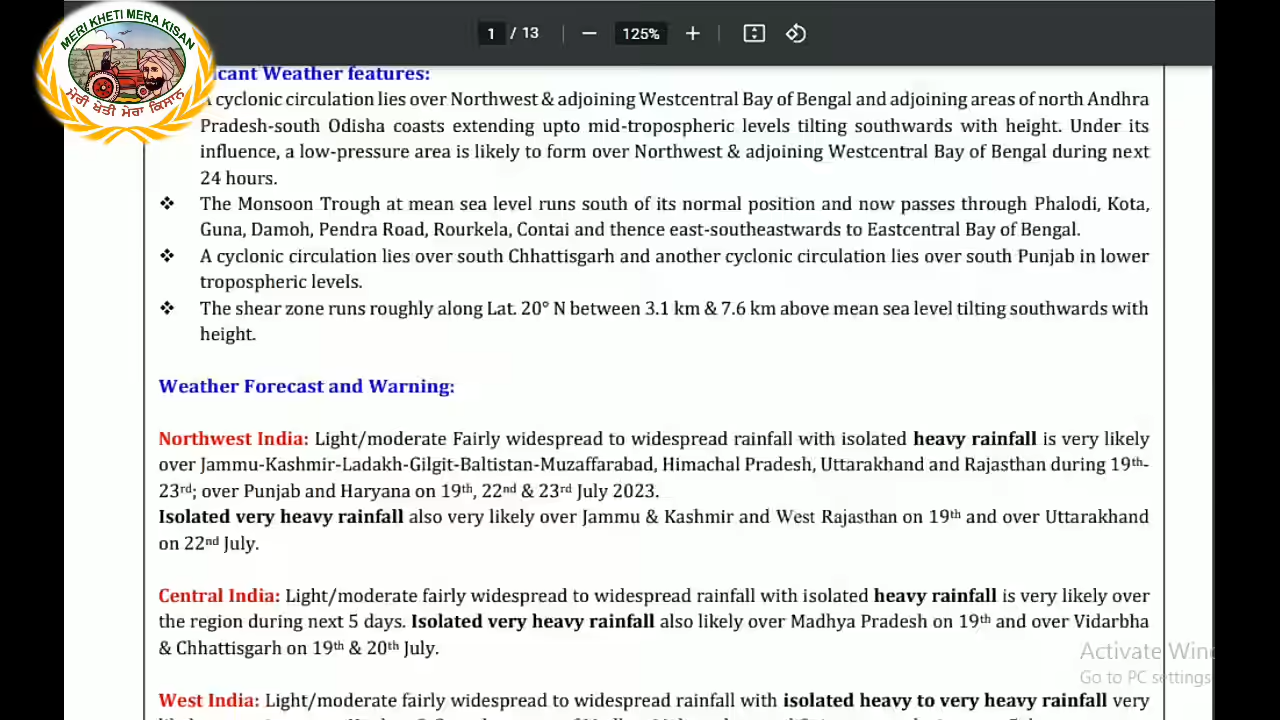 MERI KHETI MERA KISAN
ਮੇਰੀ ਖੇਤੀ ਮੇਰਾ ਕਿਸਾਨ
1 / 13
125%
icant Weather features:
A cyclonic circulation lies over Northwest & adjoining Westcentral Bay of Bengal and adjoining areas of north Andhra
Pradesh-south Odisha coasts extending upto mid-tropospheric levels tilting southwards with height. Under its
influence, a low-pressure area is likely to form over Northwest & adjoining Westcentral Bay of Bengal during next
24 hours.
❖ The Monsoon Trough at mean sea level runs south of its normal position and now passes through Phalodi, Kota,
Guna, Damoh, Pendra Road, Rourkela, Contai and thence east-southeastwards to Eastcentral Bay of Bengal.
❖ A cyclonic circulation lies over south Chhattisgarh and another cyclonic circulation lies over south Punjab in lower
tropospheric levels.
❖ The shear zone runs roughly along Lat. 20° N between 3.1 km & 7.6 km above mean sea level tilting southwards with
height.
Weather Forecast and Warning:
Northwest India: Light/moderate Fairly widespread to widespread rainfall with isolated heavy rainfall is very likely
over Jammu-Kashmir-Ladakh-Gilgit-Baltistan-Muzaffarabad, Himachal Pradesh, Uttarakhand and Rajasthan during 19th-
23rd; over Punjab and Haryana on 19th, 22nd & 23rd July 2023.
Isolated very heavy rainfall also very likely over Jammu & Kashmir and West Rajasthan on 19th and over Uttarakhand
on 22nd July.
Central India: Light/moderate fairly widespread to widespread rainfall with isolated heavy rainfall is very likely over
the region during next 5 days. Isolated very heavy rainfall also likely over Madhya Pradesh on 19th and over Vidarbha
& Chhattisgarh on 19th & 20th July.
Activate Win
Go to PC settings
West India: Light/moderate fairly widespread to widespread rainfall with isolated heavy to very heavy rainfall very